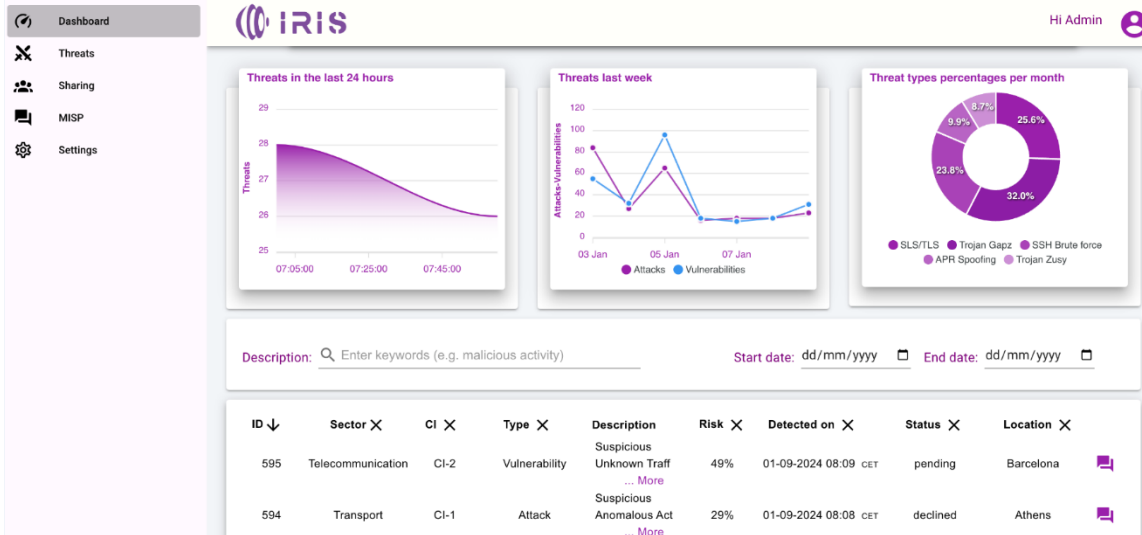 Dashboard
Threats
Sharing
MISP
Settings
IRIS
Hi Admin
Threats in the last 24 hours
29
28
27
26
25
Threats
07:05:00 07:25:00 07:45:00
Threats last week
120
100
80
60
40
20
0
Attacks-Vulnerabilities
03 Jan 05 Jan 07 Jan
Attacks Vulnerabilities
Threat types percentages per month
8.7%
25.6%
9.9%
23.8%
32.0%
SLS/TLS Trojan Gapz SSH Brute force
APR Spoofing Trojan Zusy
Description: Enter keywords (e.g. malicious activity) Start date: dd/mm/yyyy End date: dd/mm/yyyy
ID Sector CI Type Description Risk Detected on Status Location
595 Telecommunication CI-2 Vulnerability Suspicious 49% 01-09-2024 08:09 CET pending Barcelona
Unknown Traff
... More
594 Transport CI-1 Attack Suspicious 29% 01-09-2024 08:08 CET declined Athens
Anomalous Act
... More